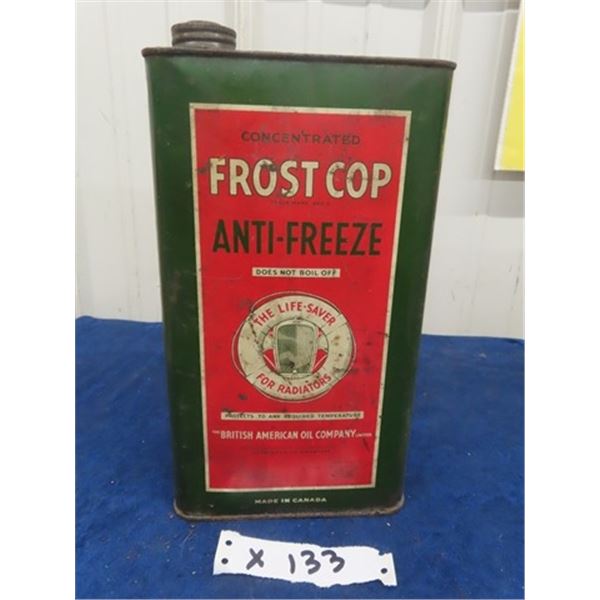 CONCENTRATED
FROST COP
ANTI-FREEZE
DOES NOT BOIL OFF
THE LIFE-SAVER
FOR RADIATORS
PROTECTS TO ANY REQUIRED TEMPERATURE
THE BRITISH AMERICAN OIL COMPANY LIMITED
MADE IN CANADA
X 133